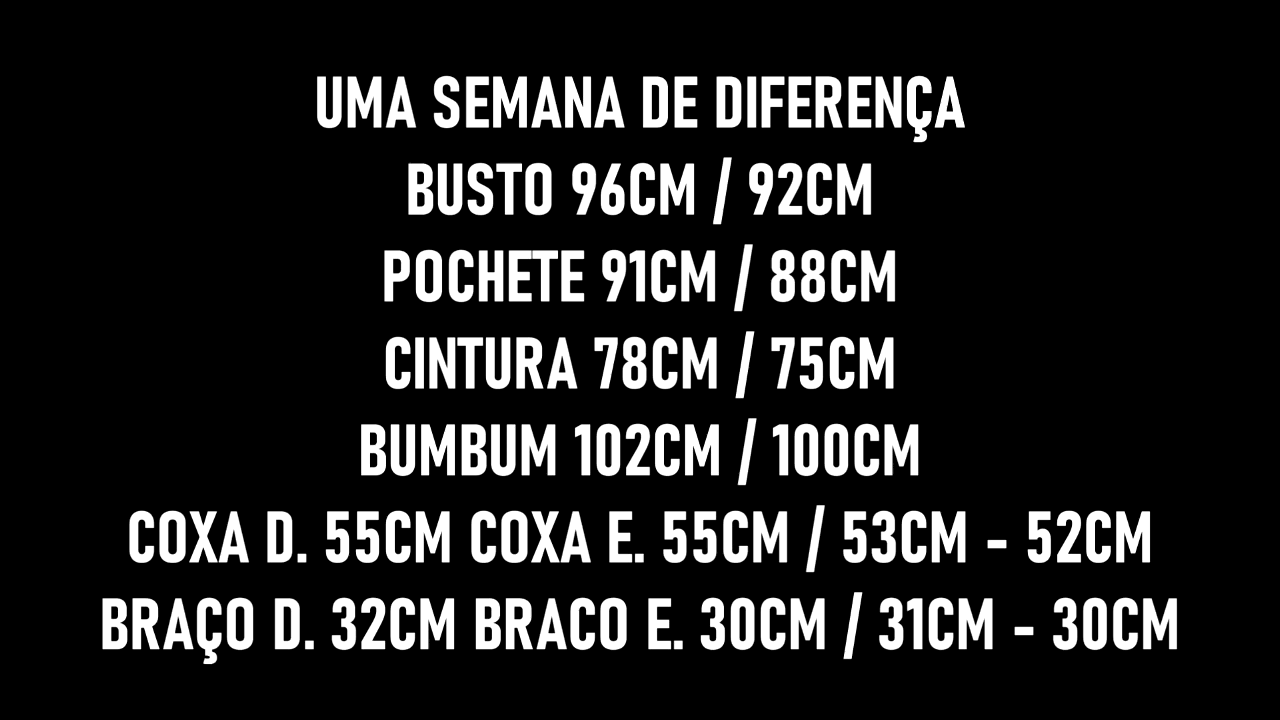 UMA SEMANA DE DIFERENÇA
BUSTO 96CM / 92CM
POCHETE 91CM / 88CM
CINTURA 78CM / 75CM
BUMBUM 102CM / 100CM
COXA D. 55CM COXA E. 55CM / 53CM - 52CM
BRAÇO D. 32CM BRACO E. 30CM / 31CM - 30CM